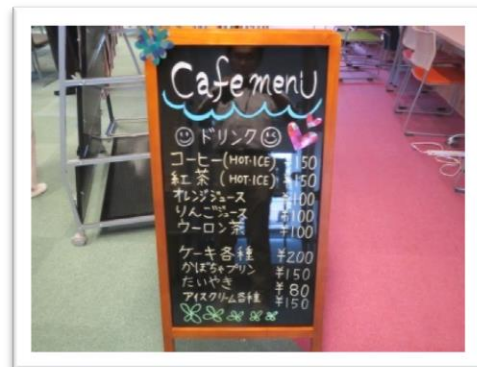 Cafe menu
ドリンク
コーヒー(HOT・ICE) ¥150
紅茶 (HOT・ICE) ¥150
オレンジジュース ¥100
りんごジュース ¥100
ウーロン茶 ¥100
ケーキ各種 ¥200
かぼちゃプリン ¥150
たいやき ¥80
アイスクリーム各種 ¥150